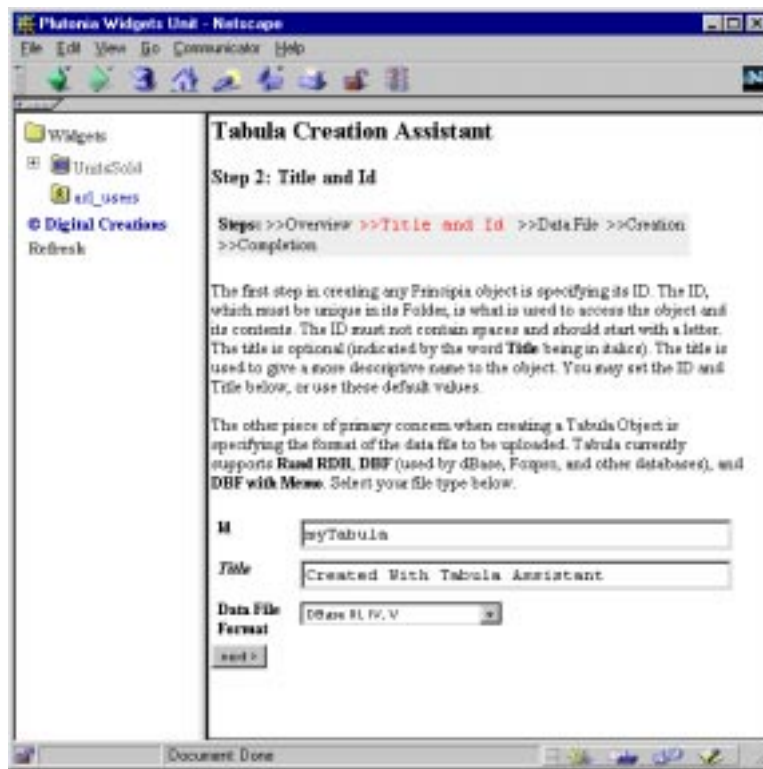 Plutonia Widgets Unit - Netscape
File Edit View Go Communicator Help
Widgets
UnitsSold
acl_users
© Digital Creations
Refresh
Tabula Creation Assistant
Step 2: Title and Id
Steps: >>Overview >>Title and Id >>Data File >>Creation
>>Completion
The first step in creating any Principia object is specifying its ID. The ID,
which must be unique in its Folder, is what is used to access the object and
its contents. The ID must not contain spaces and should start with a letter.
The title is optional (indicated by the word Title being in italics). The title is
used to give a more descriptive name to the object. You may set the ID and
Title below, or use these default values.
The other piece of primary concern when creating a Tabula Object is
specifying the format of the data file to be uploaded. Tabula currently
supports Rand RDB, DBF (used by dBase, Foxpro, and other databases), and
DBF with Memo. Select your file type below.
Id
myTabula
Title
Created With Tabula Assistant
Data File
Format
DBase III, IV, V
next >
Document: Done